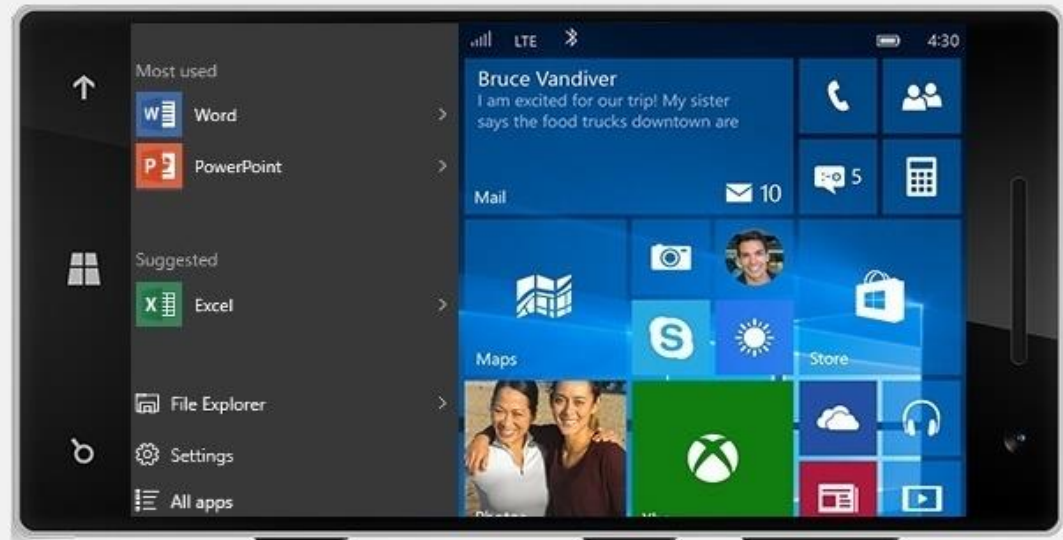 Most used
Word
PowerPoint
Suggested
Excel
File Explorer
Settings
All apps
LTE
4:30
Bruce Vandiver
I am excited for our trip! My sister
says the food trucks downtown are
Mail
10
5
Maps
Store
Photos